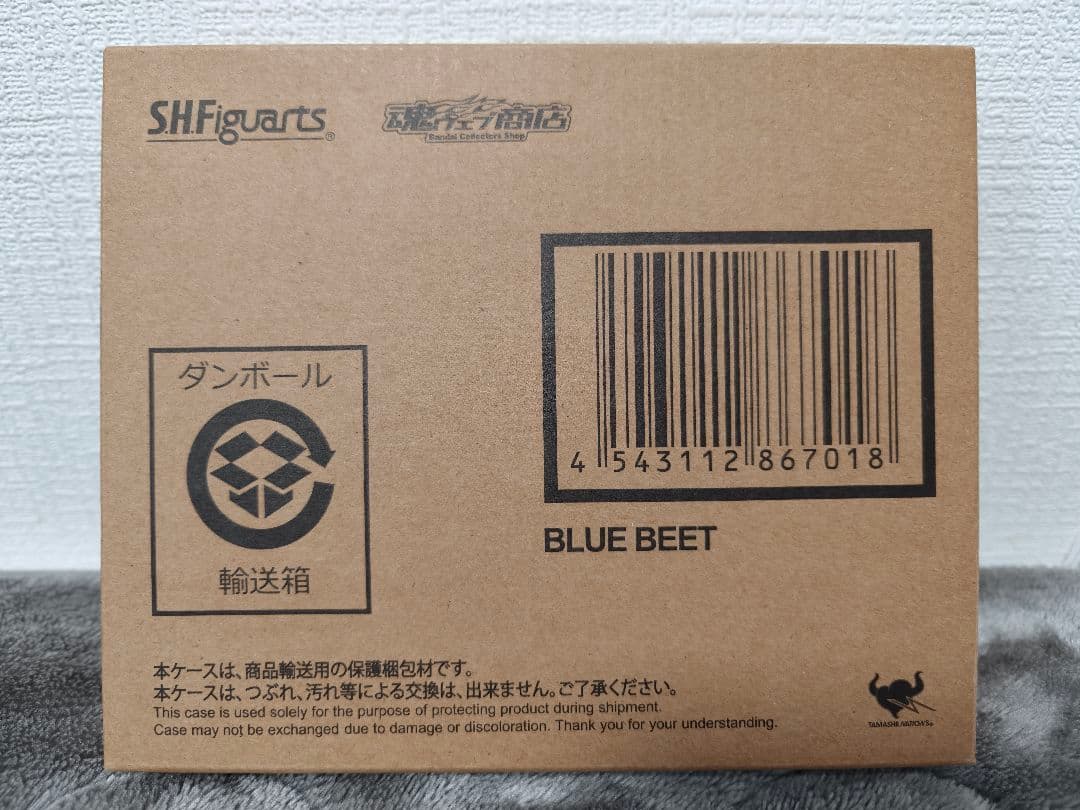 S.H.Figuarts®
魂ウェブ商店
Bandai Collectors Shop
4 543112 867018
BLUE BEET
ダンボール
輸送箱
本ケースは、商品輸送用の保護梱包材です。
本ケースは、つぶれ、汚れ等による交換は、出来ません。ご了承ください。
This case is used solely for the purpose of protecting product during shipment.
Case may not be exchanged due to damage or discoloration. Thank you for your understanding.
TAMASHII NATIONS